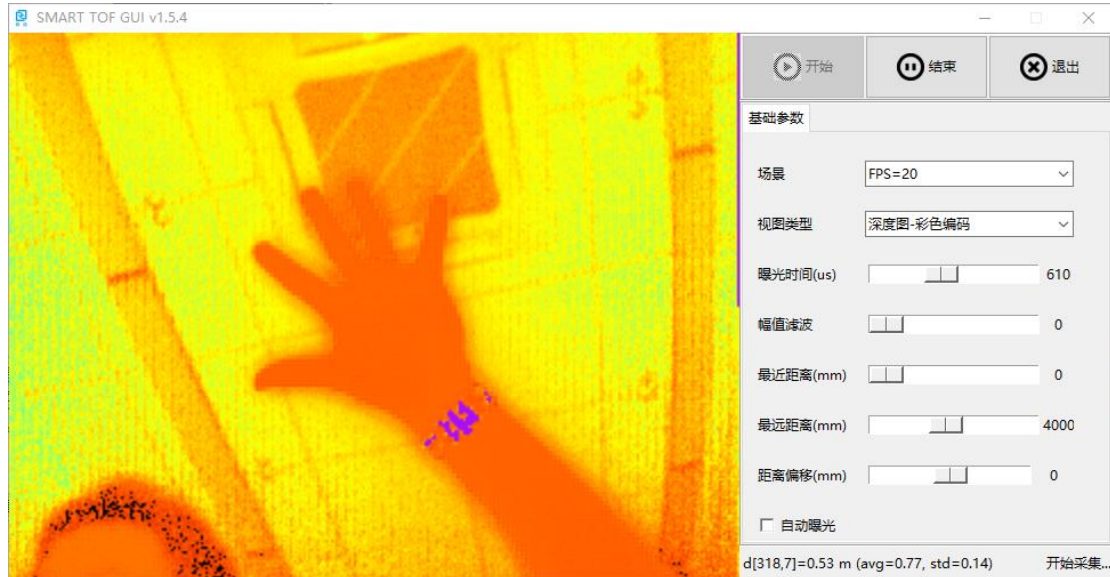 SMART TOF GUI v1.5.4
开始
结束
退出
基础参数
场景
FPS=20
视图类型
深度图-彩色编码
曝光时间(us)
610
幅值滤波
0
最近距离(mm)
0
最远距离(mm)
4000
距离偏移(mm)
0
自动曝光
d[318,7]=0.53 m (avg=0.77, std=0.14)
开始采集...